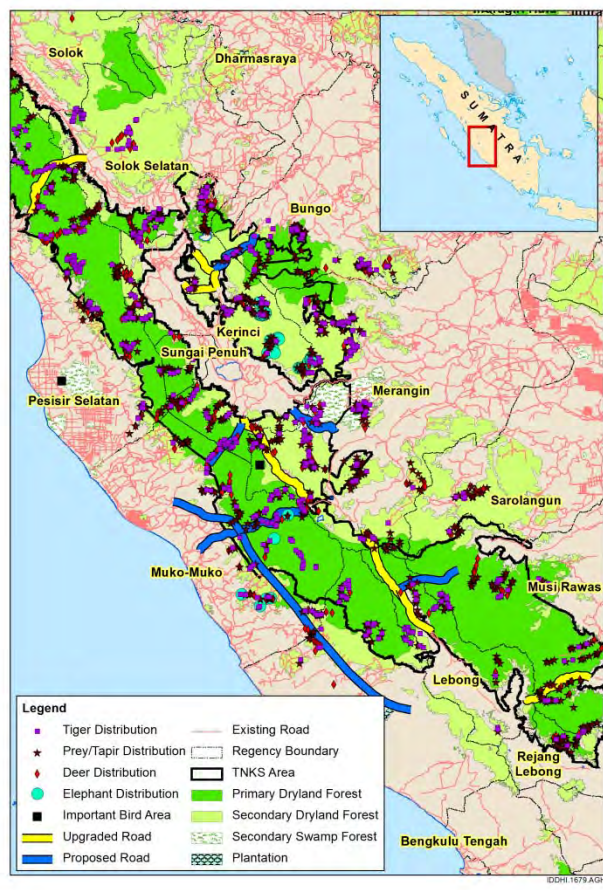 Solok
Dharmasraya
SUMATRA
Solok Selatan
Bungo
Kerinci
Sungai Penuh
Merangin
Pesisir Selatan
Sarolangun
Muko-Muko
Musi Rawas
Lebong
Rejang
Lebong
Bengkulu Tengah
Legend
Tiger Distribution
Prey/Tapir Distribution
Deer Distribution
Elephant Distribution
Important Bird Area
Upgraded Road
Proposed Road
Existing Road
Regency Boundary
TNKS Area
Primary Dryland Forest
Secondary Dryland Forest
Secondary Swamp Forest
Plantation